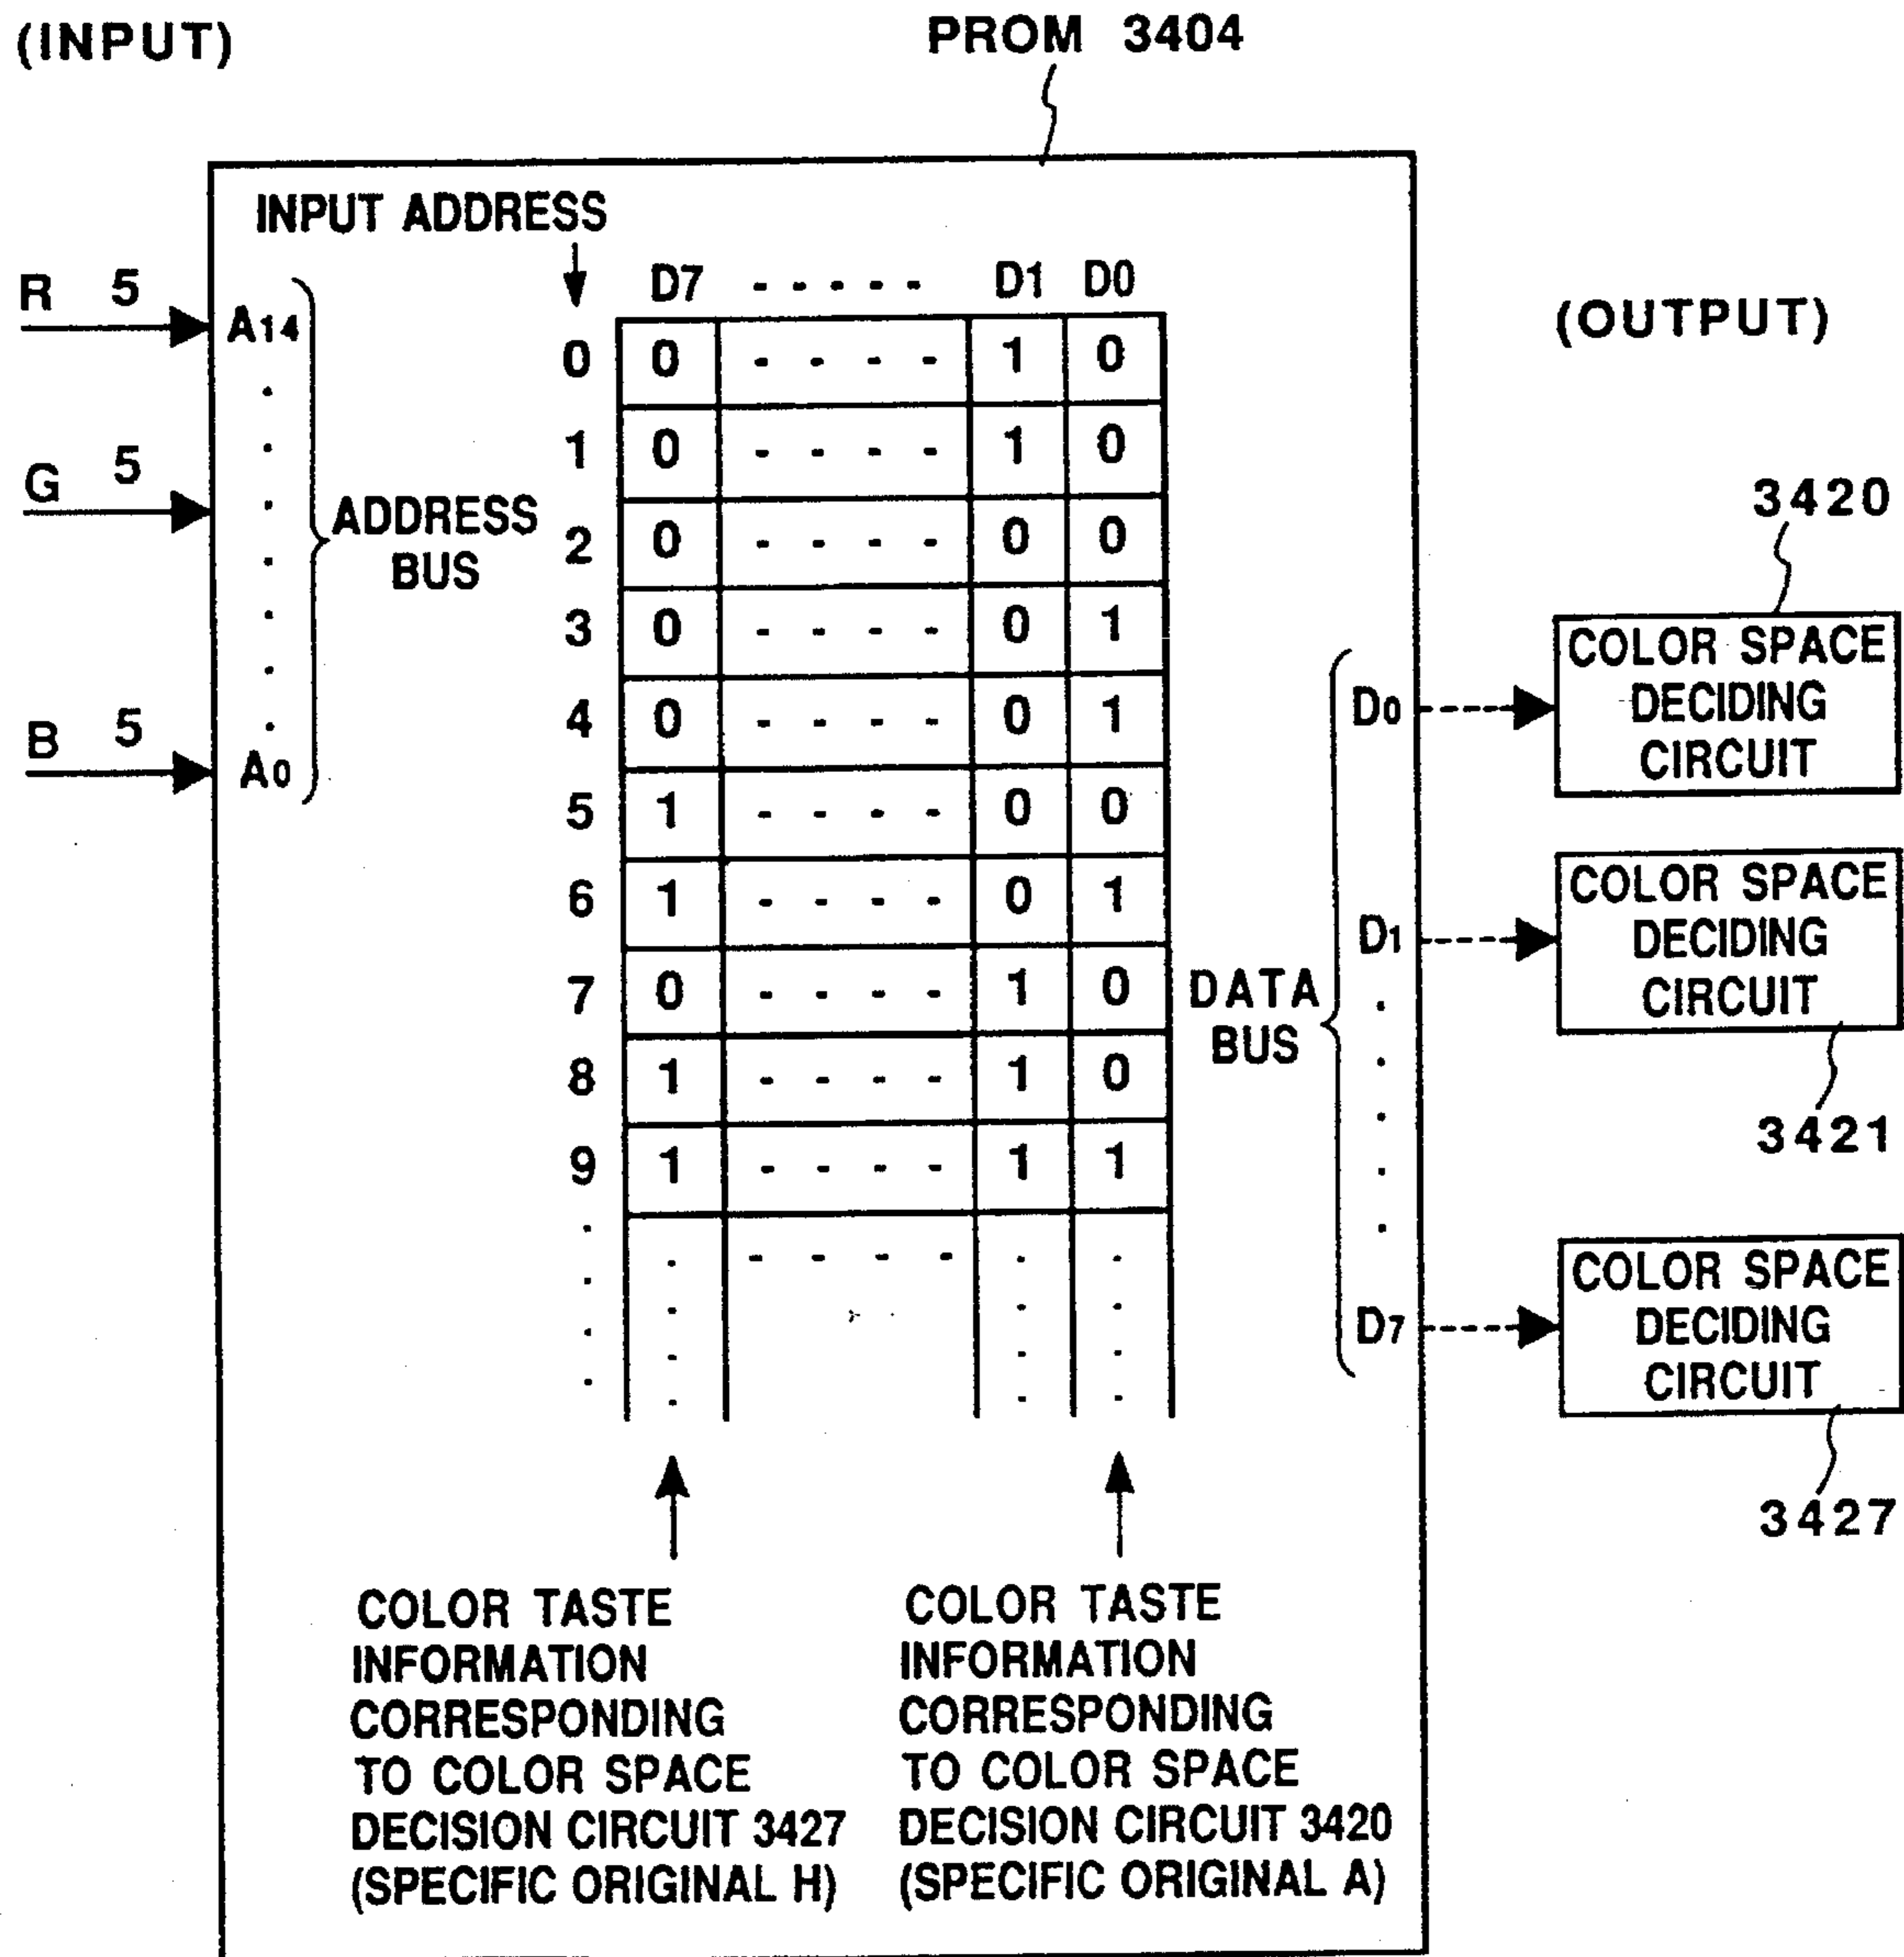 (INPUT)
PROM 3404
INPUT ADDRESS
D7 - - - - - D1 D0
R 5
A14
G 5
ADDRESS
BUS
B 5
A0
0 0 - - - - 1 0
1 0 - - - - 1 0
2 0 - - - - 0 0
3 0 - - - - 0 1
4 0 - - - - 0 1
5 1 - - - - 0 0
6 1 - - - - 0 1
7 0 - - - - 1 0
8 1 - - - - 1 0
9 1 - - - - 1 1
DATA
BUS
(OUTPUT)
3420
D0
COLOR SPACE
DECIDING
CIRCUIT
D1
COLOR SPACE
DECIDING
CIRCUIT
3421
D7
COLOR SPACE
DECIDING
CIRCUIT
3427
COLOR TASTE
INFORMATION
CORRESPONDING
TO COLOR SPACE
DECISION CIRCUIT 3427
(SPECIFIC ORIGINAL H)
COLOR TASTE
INFORMATION
CORRESPONDING
TO COLOR SPACE
DECISION CIRCUIT 3420
(SPECIFIC ORIGINAL A)